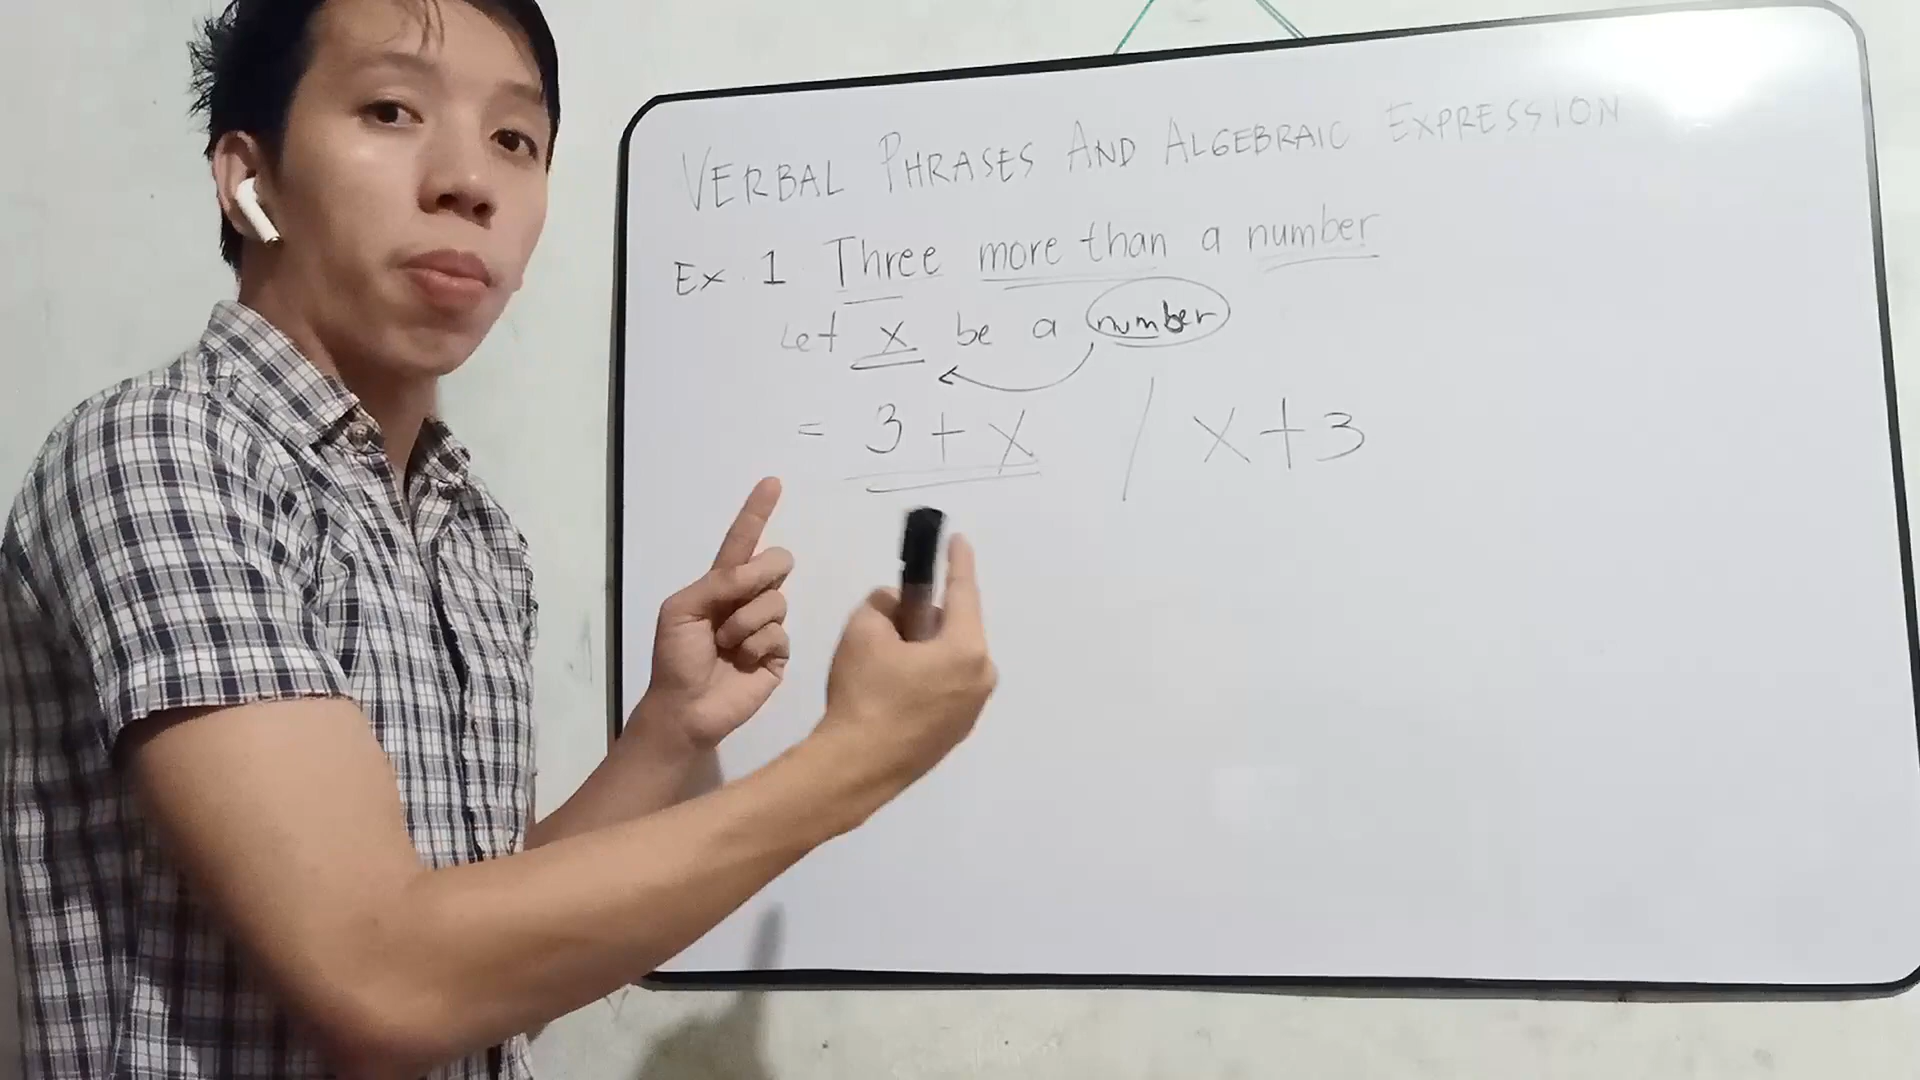 VERBAL PHRASES AND ALGEBRAIC EXPRESSION
Ex. 1 Three more than a number
Let x be a number
= 3 + x / x + 3